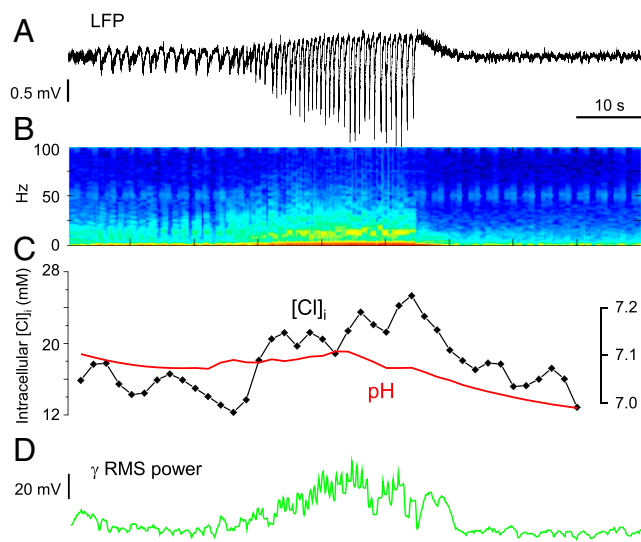 A
LFP
0.5 mV
10 s
B
100
50
0
Hz
C
28
20
12
Intracellular [Cl]i (mM)
[Cl]i
pH
7.2
7.1
7.0
D
γ RMS power
20 mV